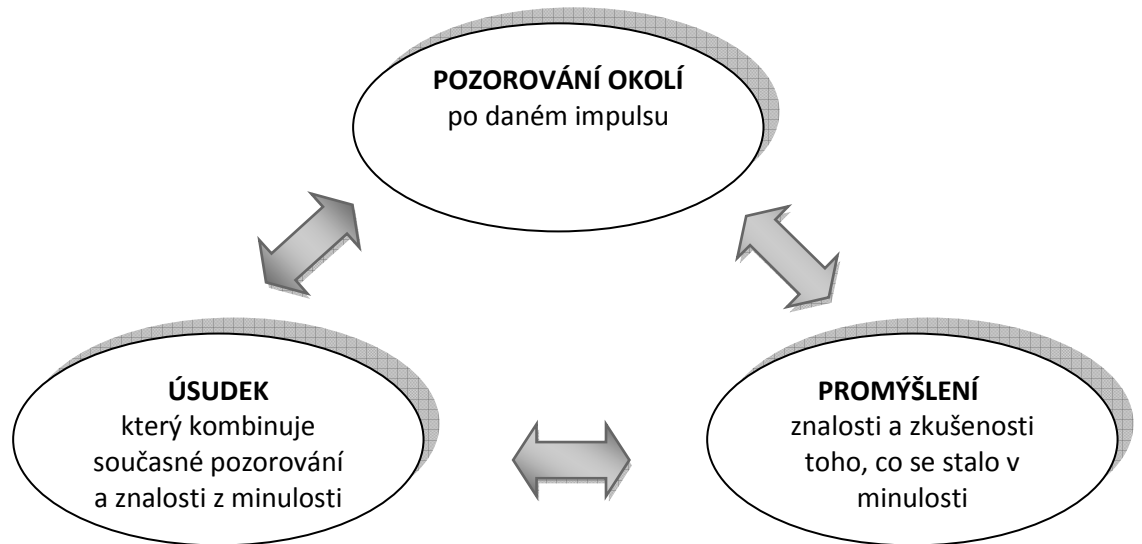 POZOROVÁNÍ OKOLÍ
po daném impulsu
ÚSUDEK
který kombinuje
současné pozorování
a znalosti z minulosti
PROMÝŠLENÍ
znalosti a zkušenosti
toho, co se stalo v
minulosti